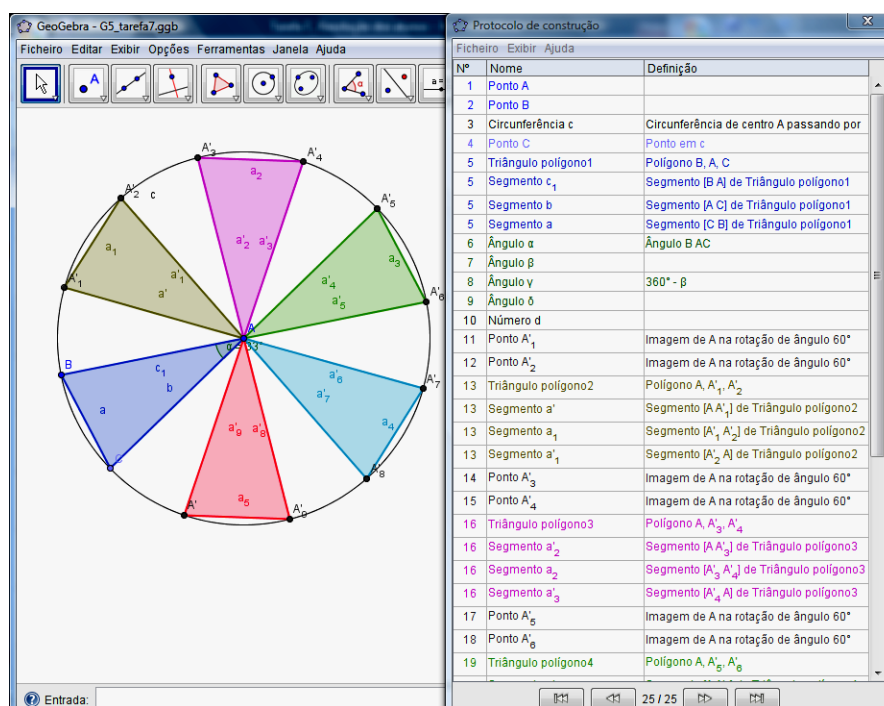 GeoGebra - G5_tarefa7.ggb
Ficheiro Editar Exibir Opções Ferramentas Janela Ajuda
A
a =
A'3
A'4
a2
A'2
c
A'5
a1
a'2 a'3
a3
a'1
a'4
A'1
a'
a'5
A'6
A
α
33°
B
c1
a'6
A'7
b
a'7
a
a'9 a'8
a4
C
A'8
a5
A'
A'9
Entrada:
Protocolo de construção
Ficheiro Exibir Ajuda
Nº Nome Definição
1 Ponto A
2 Ponto B
3 Circunferência c Circunferência de centro A passando por
4 Ponto C Ponto em c
5 Triângulo polígono1 Polígono B, A, C
5 Segmento c1 Segmento [B A] de Triângulo polígono1
5 Segmento b Segmento [A C] de Triângulo polígono1
5 Segmento a Segmento [C B] de Triângulo polígono1
6 Ângulo α Ângulo B AC
7 Ângulo β
8 Ângulo γ 360° - β
9 Ângulo δ
10 Número d
11 Ponto A'1 Imagem de A na rotação de ângulo 60°
12 Ponto A'2 Imagem de A na rotação de ângulo 60°
13 Triângulo polígono2 Polígono A, A'1, A'2
13 Segmento a' Segmento [A A'1] de Triângulo polígono2
13 Segmento a1 Segmento [A'1 A'2] de Triângulo polígono2
13 Segmento a'1 Segmento [A'2 A] de Triângulo polígono2
14 Ponto A'3 Imagem de A na rotação de ângulo 60°
15 Ponto A'4 Imagem de A na rotação de ângulo 60°
16 Triângulo polígono3 Polígono A, A'3, A'4
16 Segmento a'2 Segmento [A A'3] de Triângulo polígono3
16 Segmento a2 Segmento [A'3 A'4] de Triângulo polígono3
16 Segmento a'3 Segmento [A'4 A] de Triângulo polígono3
17 Ponto A'5 Imagem de A na rotação de ângulo 60°
18 Ponto A'6 Imagem de A na rotação de ângulo 60°
19 Triângulo polígono4 Polígono A, A'5, A'6
25 / 25